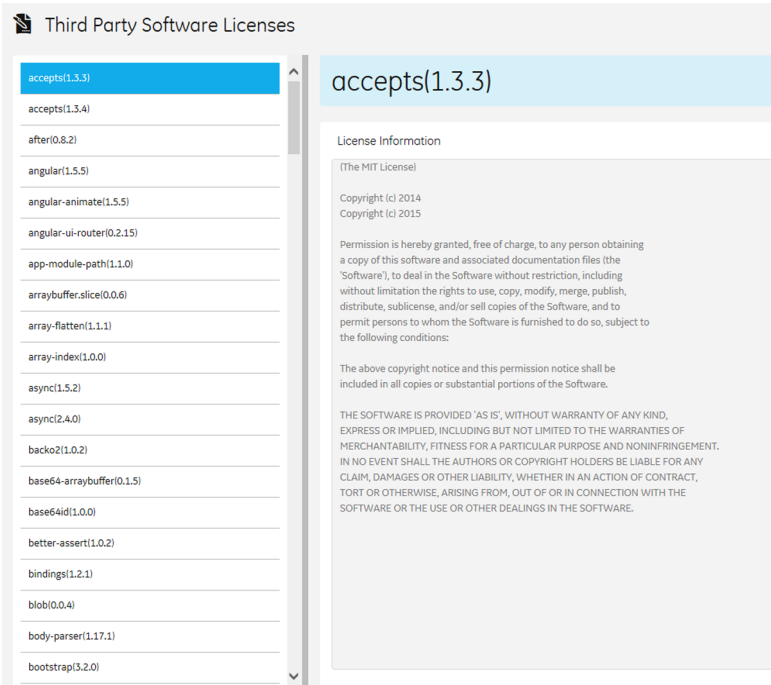 Third Party Software Licenses
accepts(1.3.3)
accepts(1.3.4)
after(0.8.2)
angular(1.5.5)
angular-animate(1.5.5)
angular-ui-router(0.2.15)
app-module-path(1.1.0)
arraybuffer.slice(0.0.6)
array-flatten(1.1.1)
array-index(1.0.0)
async(1.5.2)
async(2.4.0)
backo2(1.0.2)
base64-arraybuffer(0.1.5)
base64id(1.0.0)
better-assert(1.0.2)
bindings(1.2.1)
blob(0.0.4)
body-parser(1.17.1)
bootstrap(3.2.0)
accepts(1.3.3)
License Information
(The MIT License)
Copyright (c) 2014
Copyright (c) 2015
Permission is hereby granted, free of charge, to any person obtaining
a copy of this software and associated documentation files (the
'Software'), to deal in the Software without restriction, including
without limitation the rights to use, copy, modify, merge, publish,
distribute, sublicense, and/or sell copies of the Software, and to
permit persons to whom the Software is furnished to do so, subject to
the following conditions:
The above copyright notice and this permission notice shall be
included in all copies or substantial portions of the Software.
THE SOFTWARE IS PROVIDED 'AS IS', WITHOUT WARRANTY OF ANY KIND,
EXPRESS OR IMPLIED, INCLUDING BUT NOT LIMITED TO THE WARRANTIES OF
MERCHANTABILITY, FITNESS FOR A PARTICULAR PURPOSE AND NONINFRINGEMENT.
IN NO EVENT SHALL THE AUTHORS OR COPYRIGHT HOLDERS BE LIABLE FOR ANY
CLAIM, DAMAGES OR OTHER LIABILITY, WHETHER IN AN ACTION OF CONTRACT,
TORT OR OTHERWISE, ARISING FROM, OUT OF OR IN CONNECTION WITH THE
SOFTWARE OR THE USE OR OTHER DEALINGS IN THE SOFTWARE.